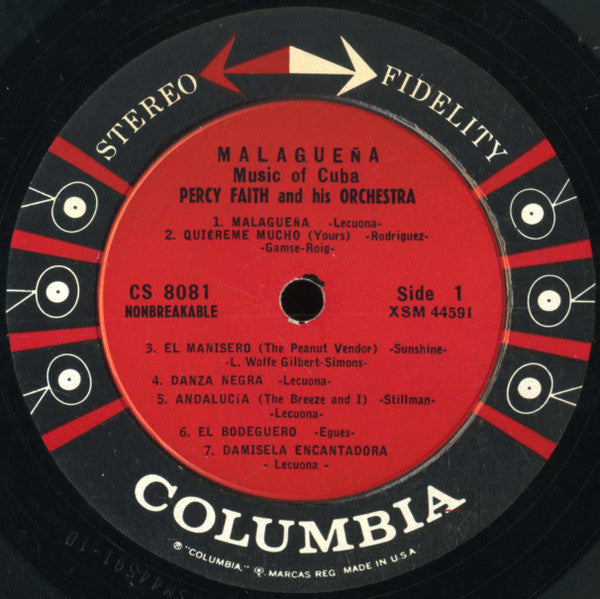 STEREO FIDELITY
MALAGUEÑA
Music of Cuba
PERCY FAITH and his ORCHESTRA
1. MALAGUEÑA -Lecuona-
2. QUIÉREME MUCHO (Yours) -Rodriguez-
-Gamse-Roig-
CS 8081
NONBREAKABLE
Side 1
XSM 44591
3. EL MANISERO (The Peanut Vendor) -Sunshine-
-L. Wolfe Gilbert-Simons-
4. DANZA NEGRA -Lecuona-
5. ANDALUCÍA (The Breeze and I) -Stillman-
-Lecuona-
6. EL BODEGUERO -Egues-
7. DAMISELA ENCANTADORA
- Lecuona -
COLUMBIA
® "COLUMBIA," MARCAS REG MADE IN U.S.A.